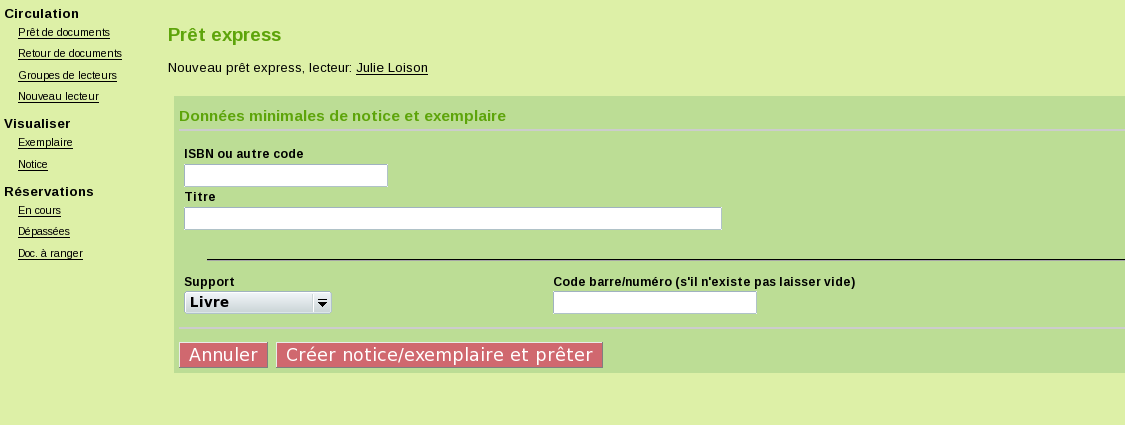 Circulation
Prêt de documents
Retour de documents
Groupes de lecteurs
Nouveau lecteur
Visualiser
Exemplaire
Notice
Réservations
En cours
Dépassées
Doc. à ranger
Prêt express
Nouveau prêt express, lecteur: Julie Loison
Données minimales de notice et exemplaire
ISBN ou autre code
Titre
Support
Livre
Code barre/numéro (s'il n'existe pas laisser vide)
Annuler
Créer notice/exemplaire et prêter